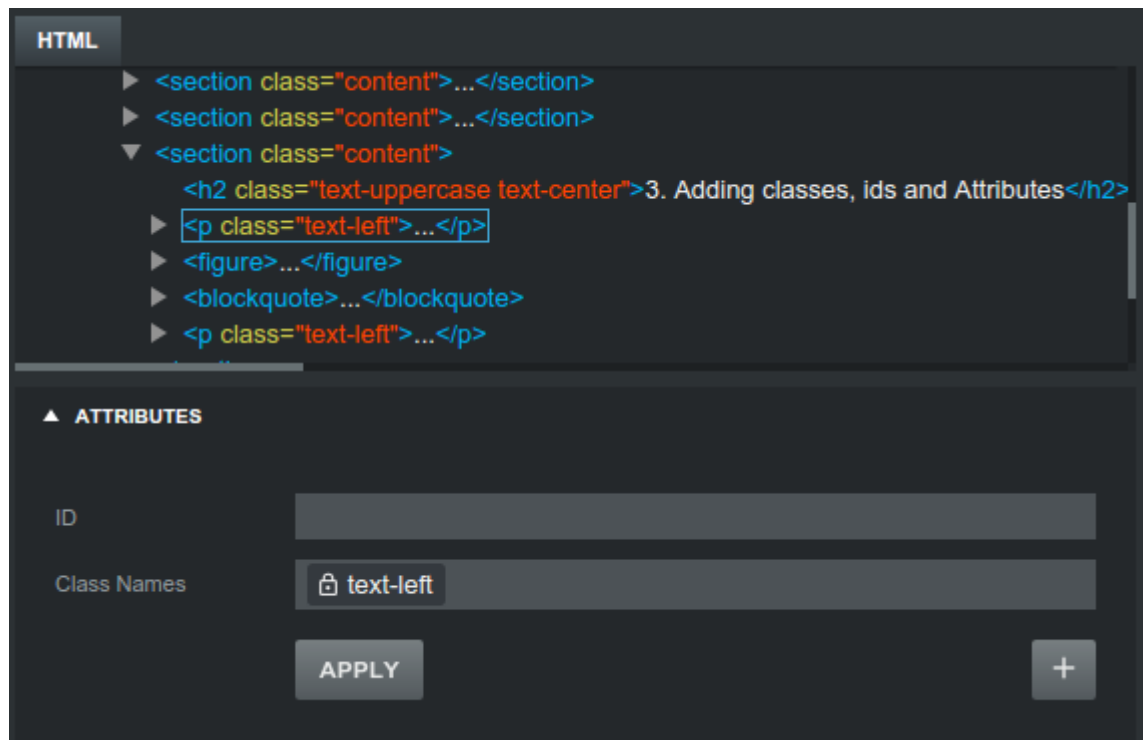 HTML
<section class="content">...</section>
<section class="content">...</section>
<section class="content">
<h2 class="text-uppercase text-center">3. Adding classes, ids and Attributes</h2>
<p class="text-left">...</p>
<figure>...</figure>
<blockquote>...</blockquote>
<p class="text-left">...</p>
ATTRIBUTES
ID
Class Names text-left
APPLY +